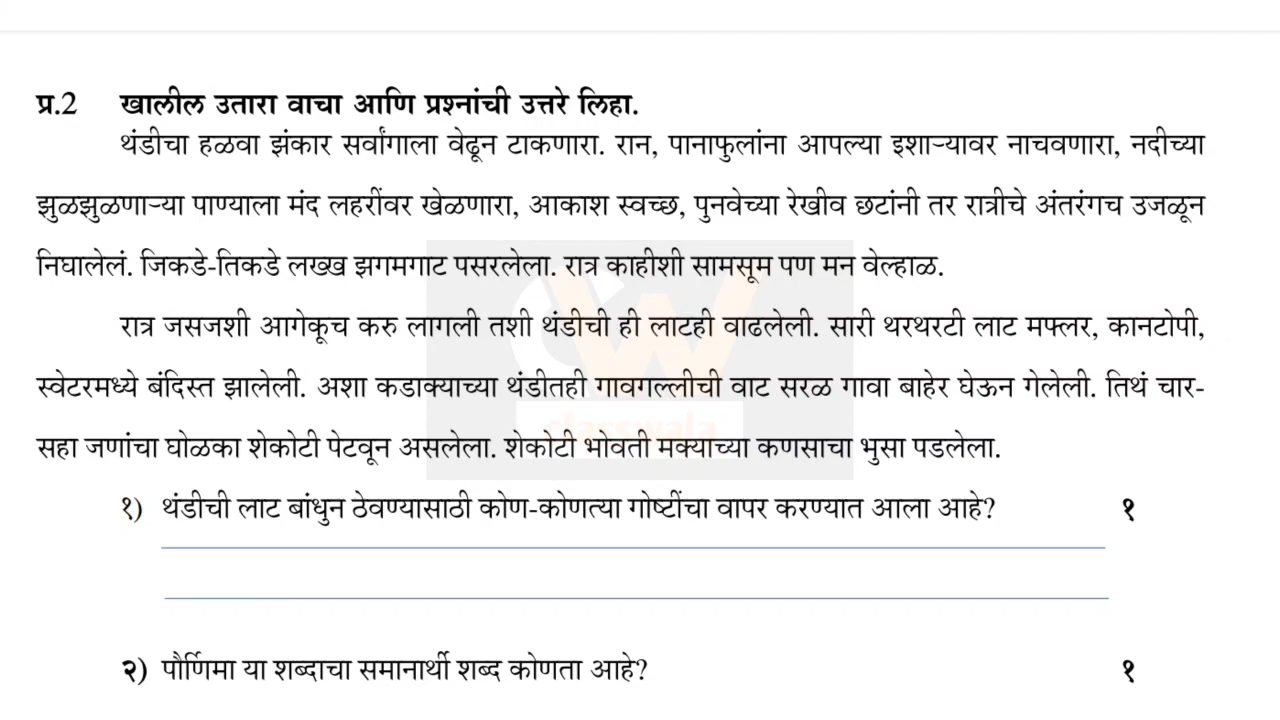 प्र.2 खालील उतारा वाचा आणि प्रश्नांची उत्तरे लिहा.
थंडीचा हळवा झंकार सर्वांगाला वेढून टाकणारा. रान, पानाफुलांना आपल्या इशाऱ्यावर नाचवणारा, नदीच्या
झुळझुळणाऱ्या पाण्याला मंद लहरींवर खेळणारा, आकाश स्वच्छ, पुनवेच्या रेखीव छटांनी तर रात्रीचे अंतरंगच उजळून
निघालेलं. जिकडे-तिकडे लख्ख झगमगाट पसरलेला. रात्र काहीशी सामसूम पण मन वेल्हाळ.
रात्र जसजशी आगेकूच करु लागली तशी थंडीची ही लाटही वाढलेली. सारी थरथरटी लाट मफ्लर, कानटोपी,
स्वेटरमध्ये बंदिस्त झालेली. अशा कडाक्याच्या थंडीतही गावगल्लीची वाट सरळ गावा बाहेर घेऊन गेलेली. तिथं चार-
सहा जणांचा घोळका शेकोटी पेटवून असलेला. शेकोटी भोवती मक्याच्या कणसाचा भुसा पडलेला.
classwala
१) थंडीची लाट बांधुन ठेवण्यासाठी कोण-कोणत्या गोष्टींचा वापर करण्यात आला आहे? १
२) पौर्णिमा या शब्दाचा समानार्थी शब्द कोणता आहे? १